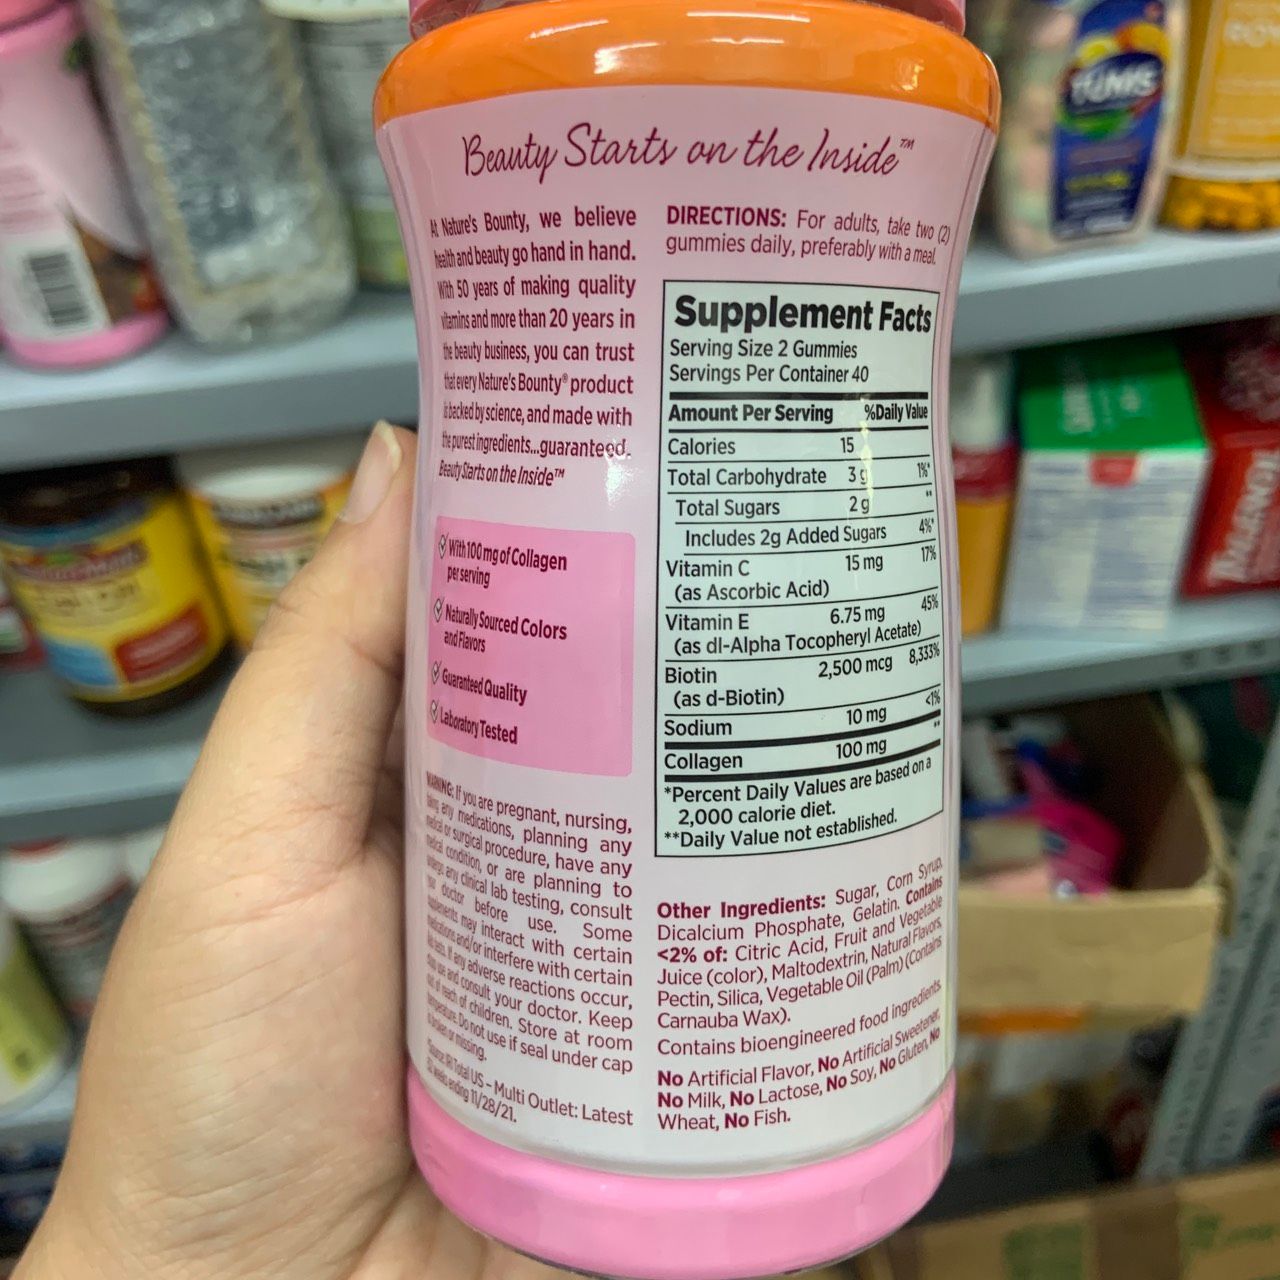 Beauty Starts on the Inside™
At Nature's Bounty, we believe
health and beauty go hand in hand.
With 50 years of making quality
vitamins and more than 20 years in
the beauty business, you can trust
that every Nature's Bounty® product
is backed by science, and made with
the purest ingredients...guaranteed.
Beauty Starts on the Inside™
With 100 mg of Collagen
per serving
Naturally Sourced Colors
and Flavors
Guaranteed Quality
Laboratory Tested
WARNING: If you are pregnant, nursing,
taking any medications, planning any
medical or surgical procedure, have any
medical condition, or are planning to
undergo any clinical lab testing, consult
your doctor before use. Some
supplements may interact with certain
medications and/or interfere with certain
lab tests. If any adverse reactions occur,
stop use and consult your doctor. Keep
out of reach of children. Store at room
temperature. Do not use if seal under cap
is broken or missing.
Source: IRI Total US – Multi Outlet: Latest
52 weeks ending 11/28/21.
DIRECTIONS: For adults, take two (2)
gummies daily, preferably with a meal.
Supplement Facts
Serving Size 2 Gummies
Servings Per Container 40
Amount Per Serving %Daily Value
Calories 15
Total Carbohydrate 3 g 1%*
Total Sugars 2 g **
Includes 2g Added Sugars 4%*
Vitamin C 15 mg 17%
(as Ascorbic Acid)
Vitamin E 6.75 mg 45%
(as dl-Alpha Tocopheryl Acetate)
Biotin 2,500 mcg 8,333%
(as d-Biotin)
Sodium 10 mg <1%
Collagen 100 mg **
*Percent Daily Values are based on a
2,000 calorie diet.
**Daily Value not established.
Other Ingredients: Sugar, Corn Syrup,
Dicalcium Phosphate, Gelatin. Contains
<2% of: Citric Acid, Fruit and Vegetable
Juice (color), Maltodextrin, Natural Flavors,
Pectin, Silica, Vegetable Oil (Palm) (Contains
Carnauba Wax).
Contains bioengineered food ingredients.
No Artificial Flavor, No Artificial Sweetener,
No Milk, No Lactose, No Soy, No Gluten, No
Wheat, No Fish.
TUMS